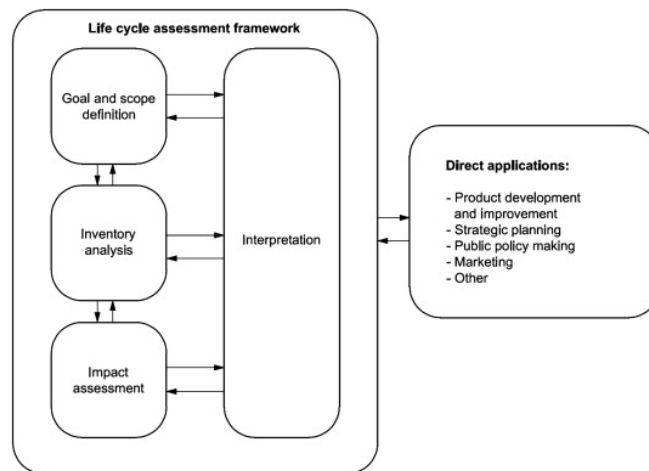 Life cycle assessment framework
Goal and scope
definition
Inventory
analysis
Impact
assessment
Interpretation
Direct applications:
- Product development
and improvement
- Strategic planning
- Public policy making
- Marketing
- Other